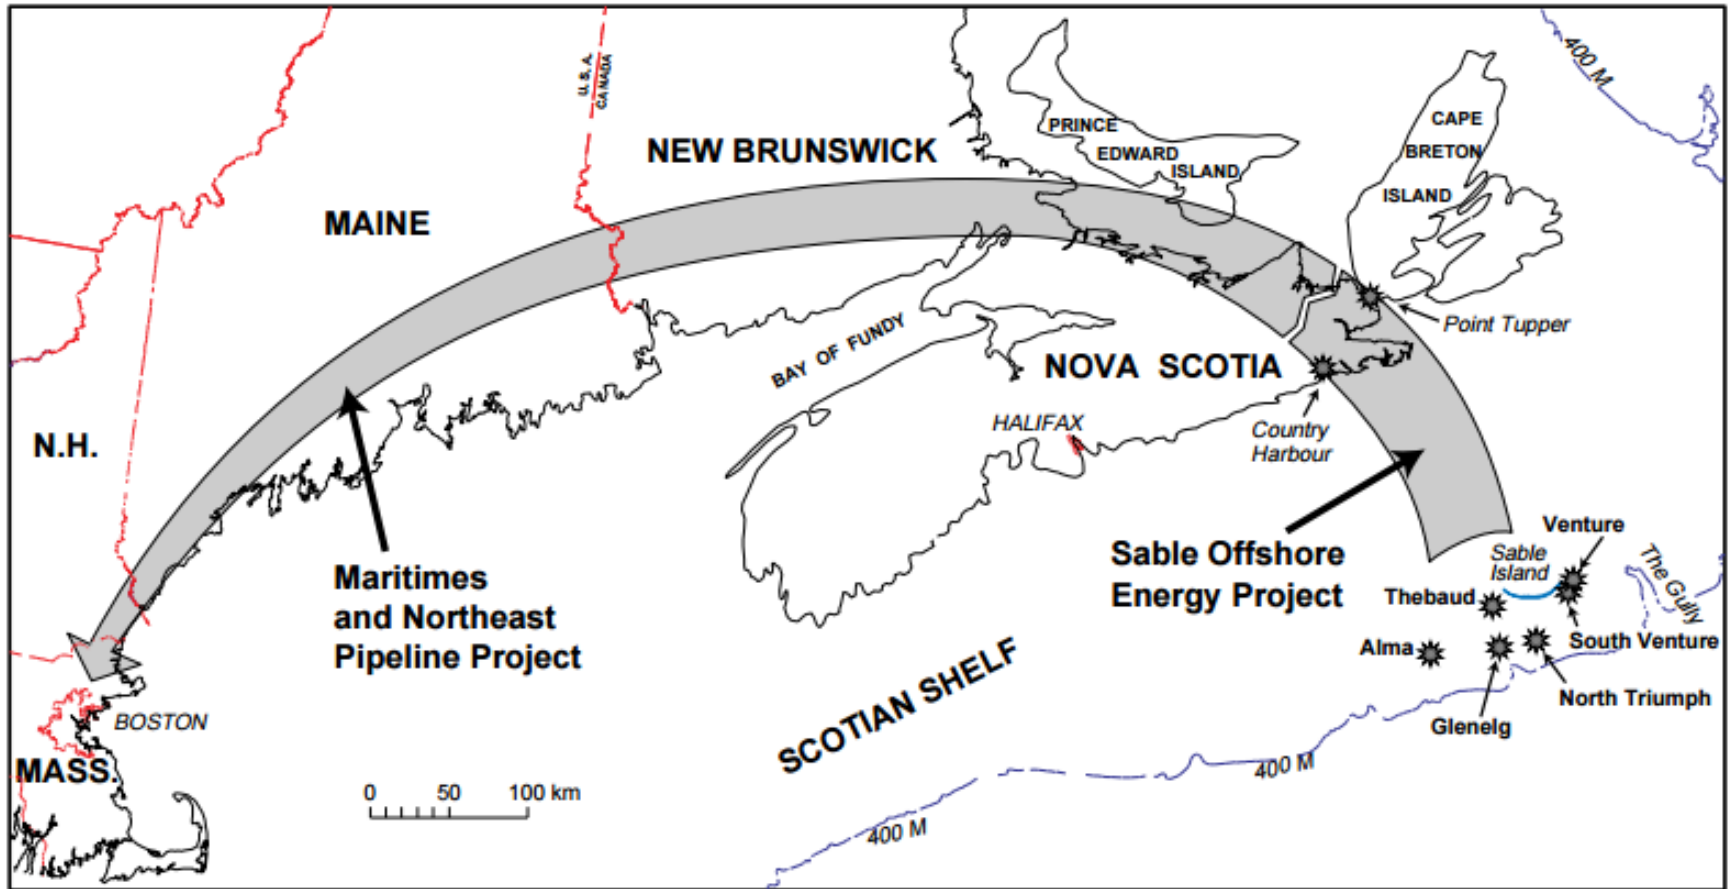 400 M
U.S.A.
CANADA
CAPE
BRETON
ISLAND
PRINCE
EDWARD
ISLAND
NEW BRUNSWICK
MAINE
Point Tupper
BAY OF FUNDY
NOVA SCOTIA
HALIFAX
Country
Harbour
N.H.
Venture
Sable
Island
The Gully
Sable Offshore
Energy Project
Maritimes
and Northeast
Pipeline Project
Thebaud
South Venture
Alma
North Triumph
Glenelg
SCOTIAN SHELF
BOSTON
MASS.
0 50 100 km
400 M
400 M